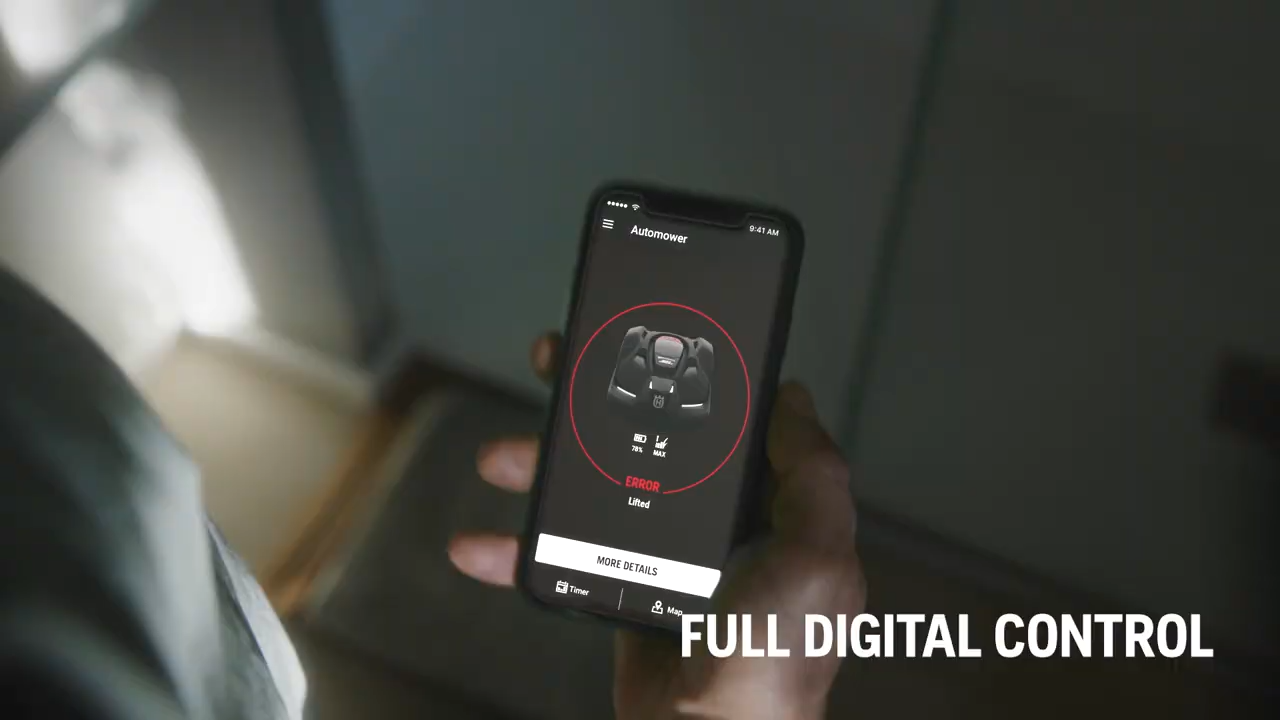 9:41 AM
Automower
78%
MAX
ERROR
Lifted
MORE DETAILS
Timer
Map
FULL DIGITAL CONTROL